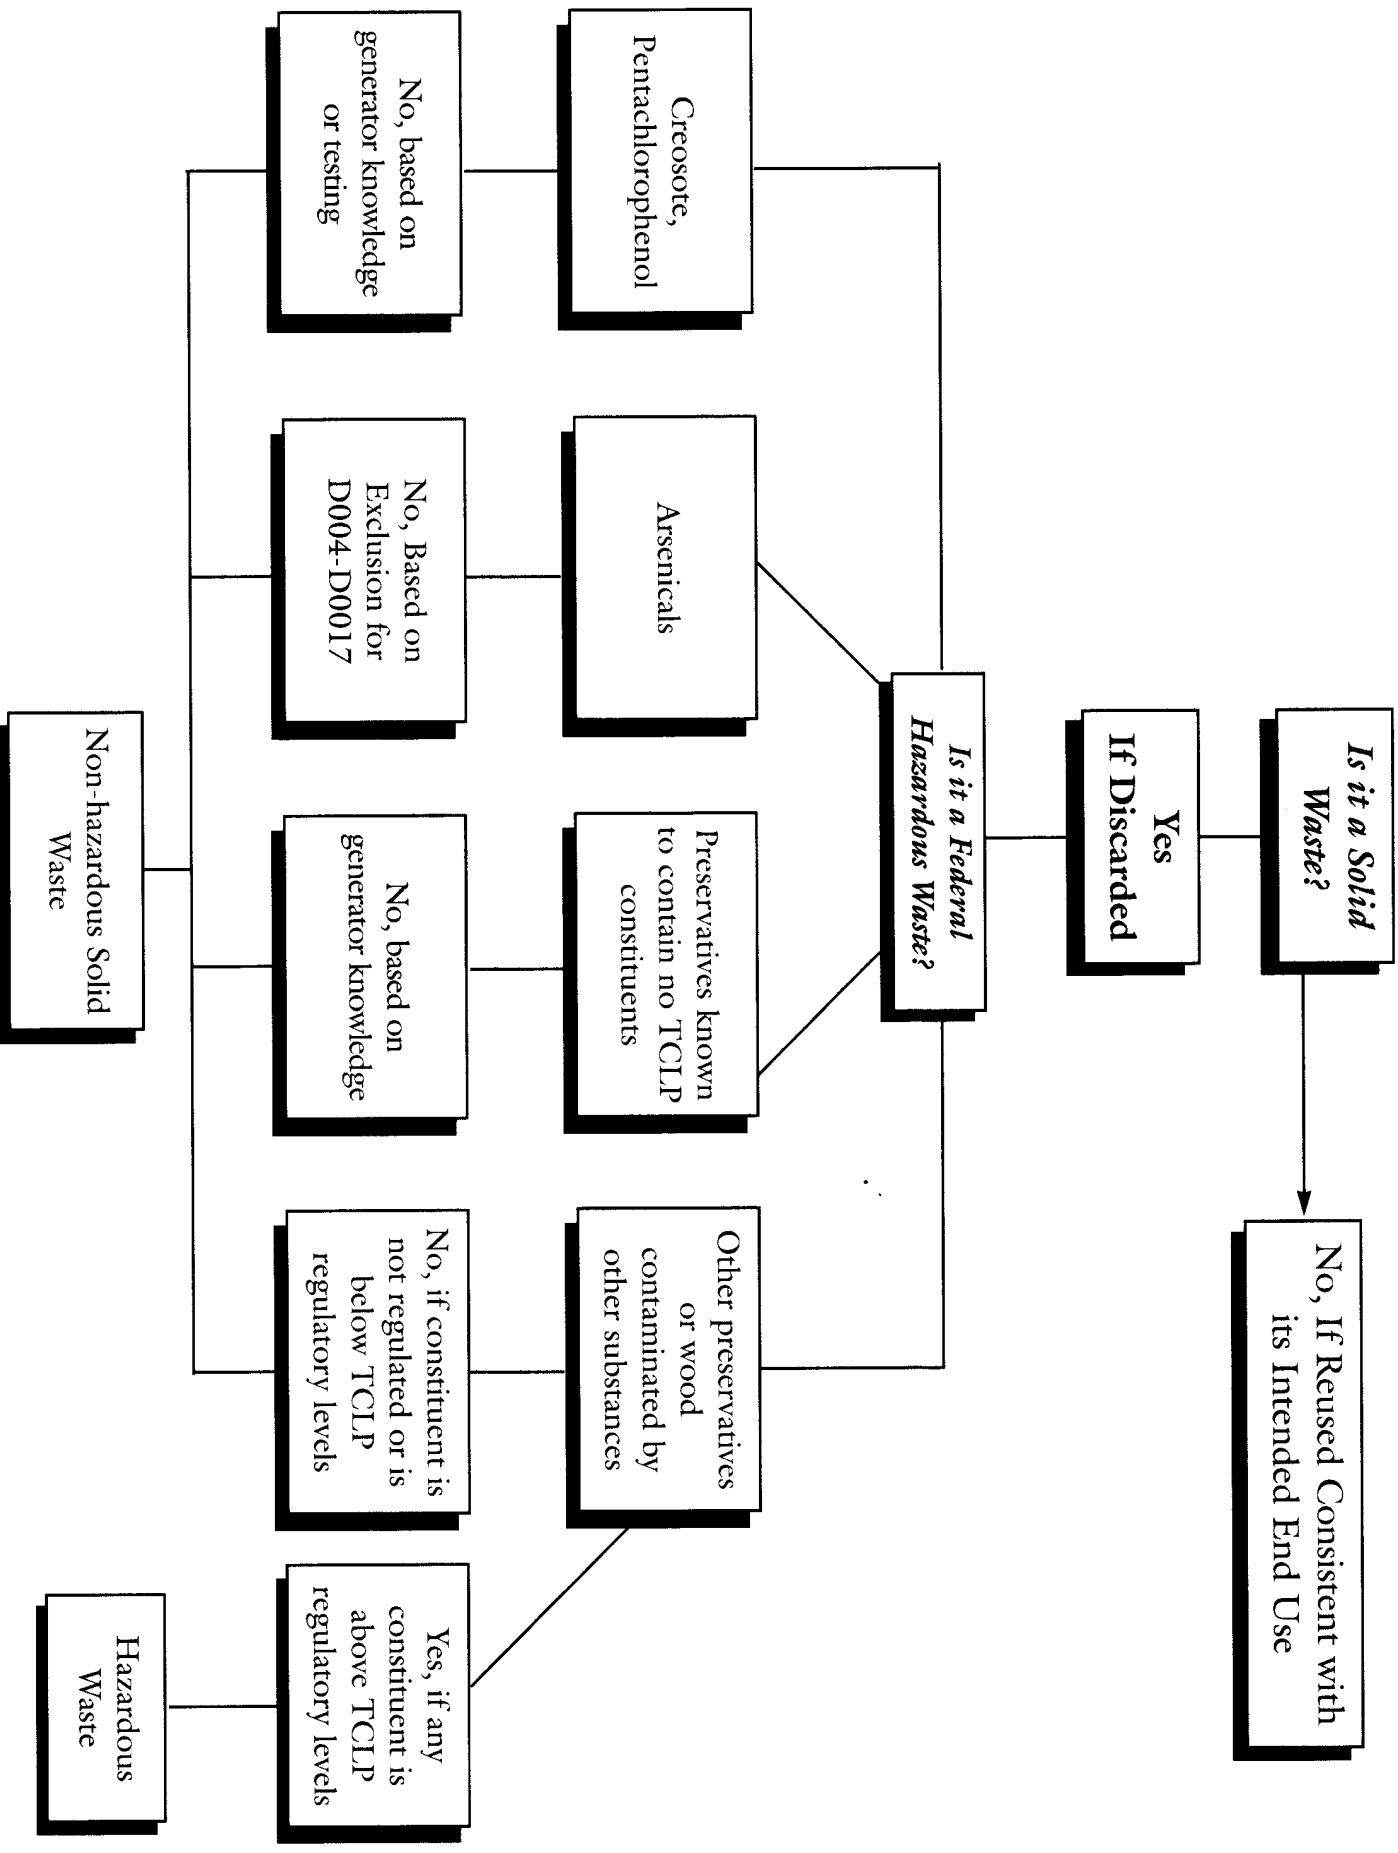 Is it a Solid
Waste?
No, If Reused Consistent with
its Intended End Use
Yes
If Discarded
Is it a Federal
Hazardous Waste?
Creosote,
Pentachlorophenol
Arsenicals
Preservatives known
to contain no TCLP
constituents
Other preservatives
or wood
contaminated by
other substances
No, based on
generator knowledge
or testing
No, Based on
Exclusion for
D004-D0017
No, based on
generator knowledge
No, if constituent is
not regulated or is
below TCLP
regulatory levels
Yes, if any
constituent is
above TCLP
regulatory levels
Non-hazardous Solid
Waste
Hazardous
Waste